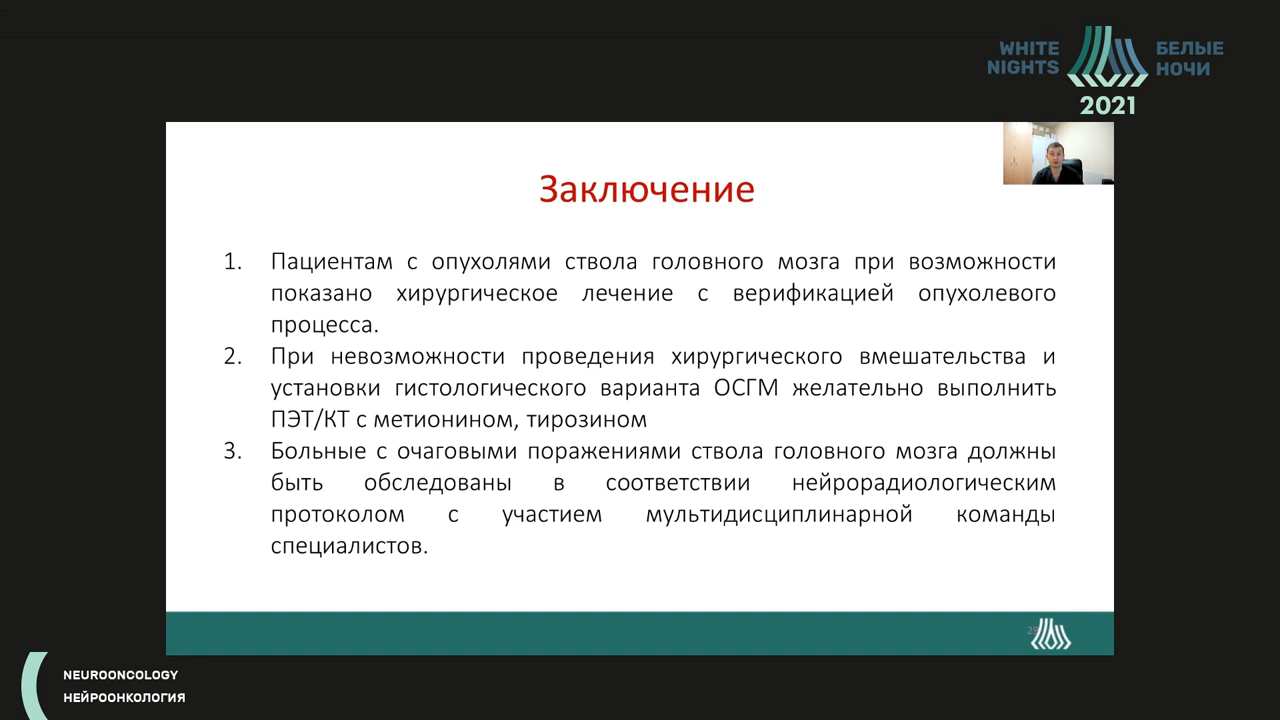 WHITE NIGHTS
БЕЛЫЕ НОЧИ
2021
Заключение
1. Пациентам с опухолями ствола головного мозга при возможности
показано хирургическое лечение с верификацией опухолевого
процесса.
2. При невозможности проведения хирургического вмешательства и
установки гистологического варианта ОСГМ желательно выполнить
ПЭТ/КТ с метионином, тирозином
3. Больные с очаговыми поражениями ствола головного мозга должны
быть обследованы в соответствии нейрорадиологическим
протоколом с участием мультидисциплинарной команды
специалистов.
NEUROONCOLOGY
НЕЙРООНКОЛОГИЯ